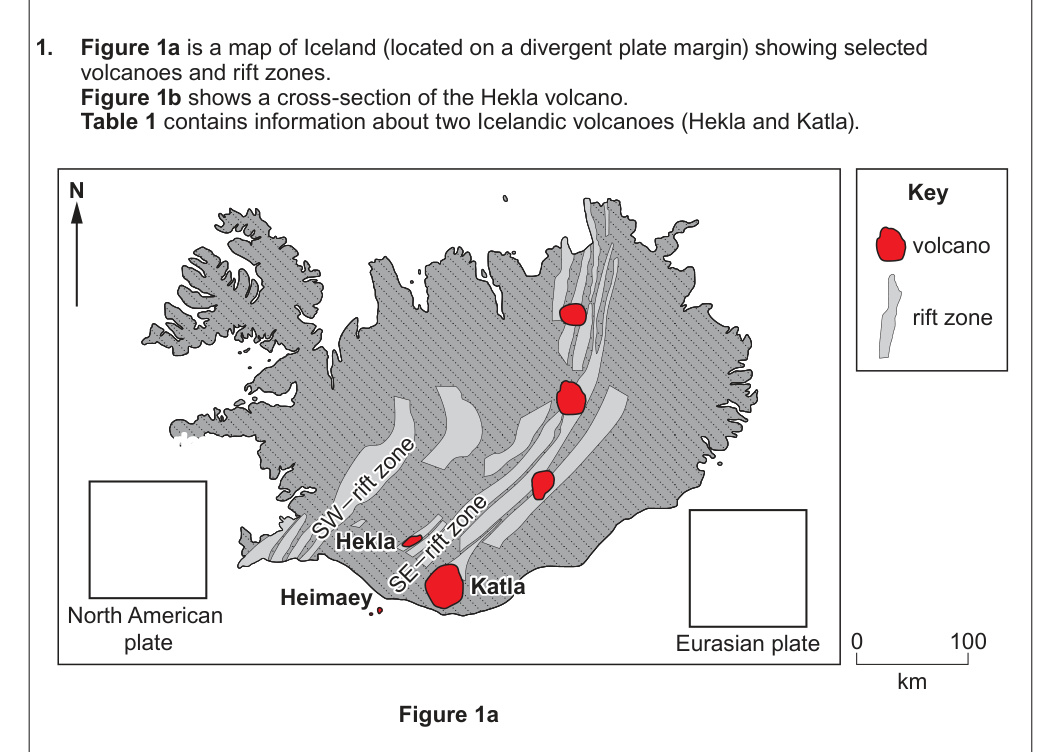 1. Figure 1a is a map of Iceland (located on a divergent plate margin) showing selected
volcanoes and rift zones.
Figure 1b shows a cross-section of the Hekla volcano.
Table 1 contains information about two Icelandic volcanoes (Hekla and Katla).
N
Key
volcano
rift zone
SW – rift zone
SE – rift zone
Hekla
Heimaey
Katla
North American
plate
Eurasian plate
0 100
km
Figure 1a